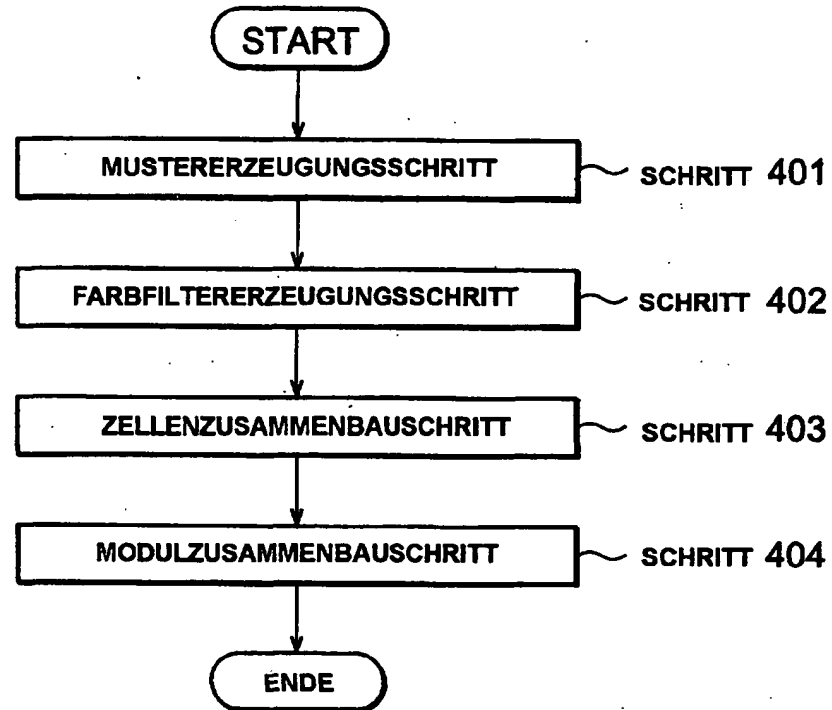 START
MUSTERERZEUGUNGSSCHRITT SCHRITT 401
FARBFILTERERZEUGUNGSSCHRITT SCHRITT 402
ZELLENZUSAMMENBAUSCHRITT SCHRITT 403
MODULZUSAMMENBAUSCHRITT SCHRITT 404
ENDE